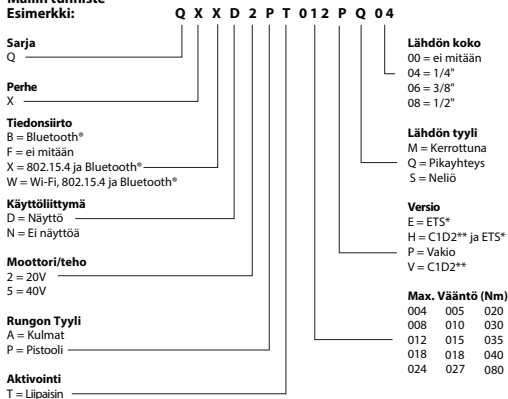 Mallin tunniste
Esimerkki: Q X X D 2 P T 0 1 2 P Q 0 4
Sarja
Q
Perhe
X
Tiedonsiirto
B = Bluetooth®
F = ei mitään
X = 802.15.4 ja Bluetooth®
W = Wi-Fi, 802.15.4 ja Bluetooth®
Käyttöliittymä
D = Näyttö
N = Ei näyttöä
Moottori/teho
2 = 20V
5 = 40V
Rungon Tyyli
A = Kulmat
P = Pistooli
Aktivointi
T = Liipaisin
Lähdön koko
00 = ei mitään
04 = 1/4"
06 = 3/8"
08 = 1/2"
Lähdön tyyli
M = Kerrottuna
Q = Pikayhteys
S = Neliö
Versio
E = ETS*
H = C1D2** ja ETS*
P = Vakio
V = C1D2**
Max. Vääntö (Nm)
004 005 020
008 010 030
012 015 035
018 018 040
024 027 080